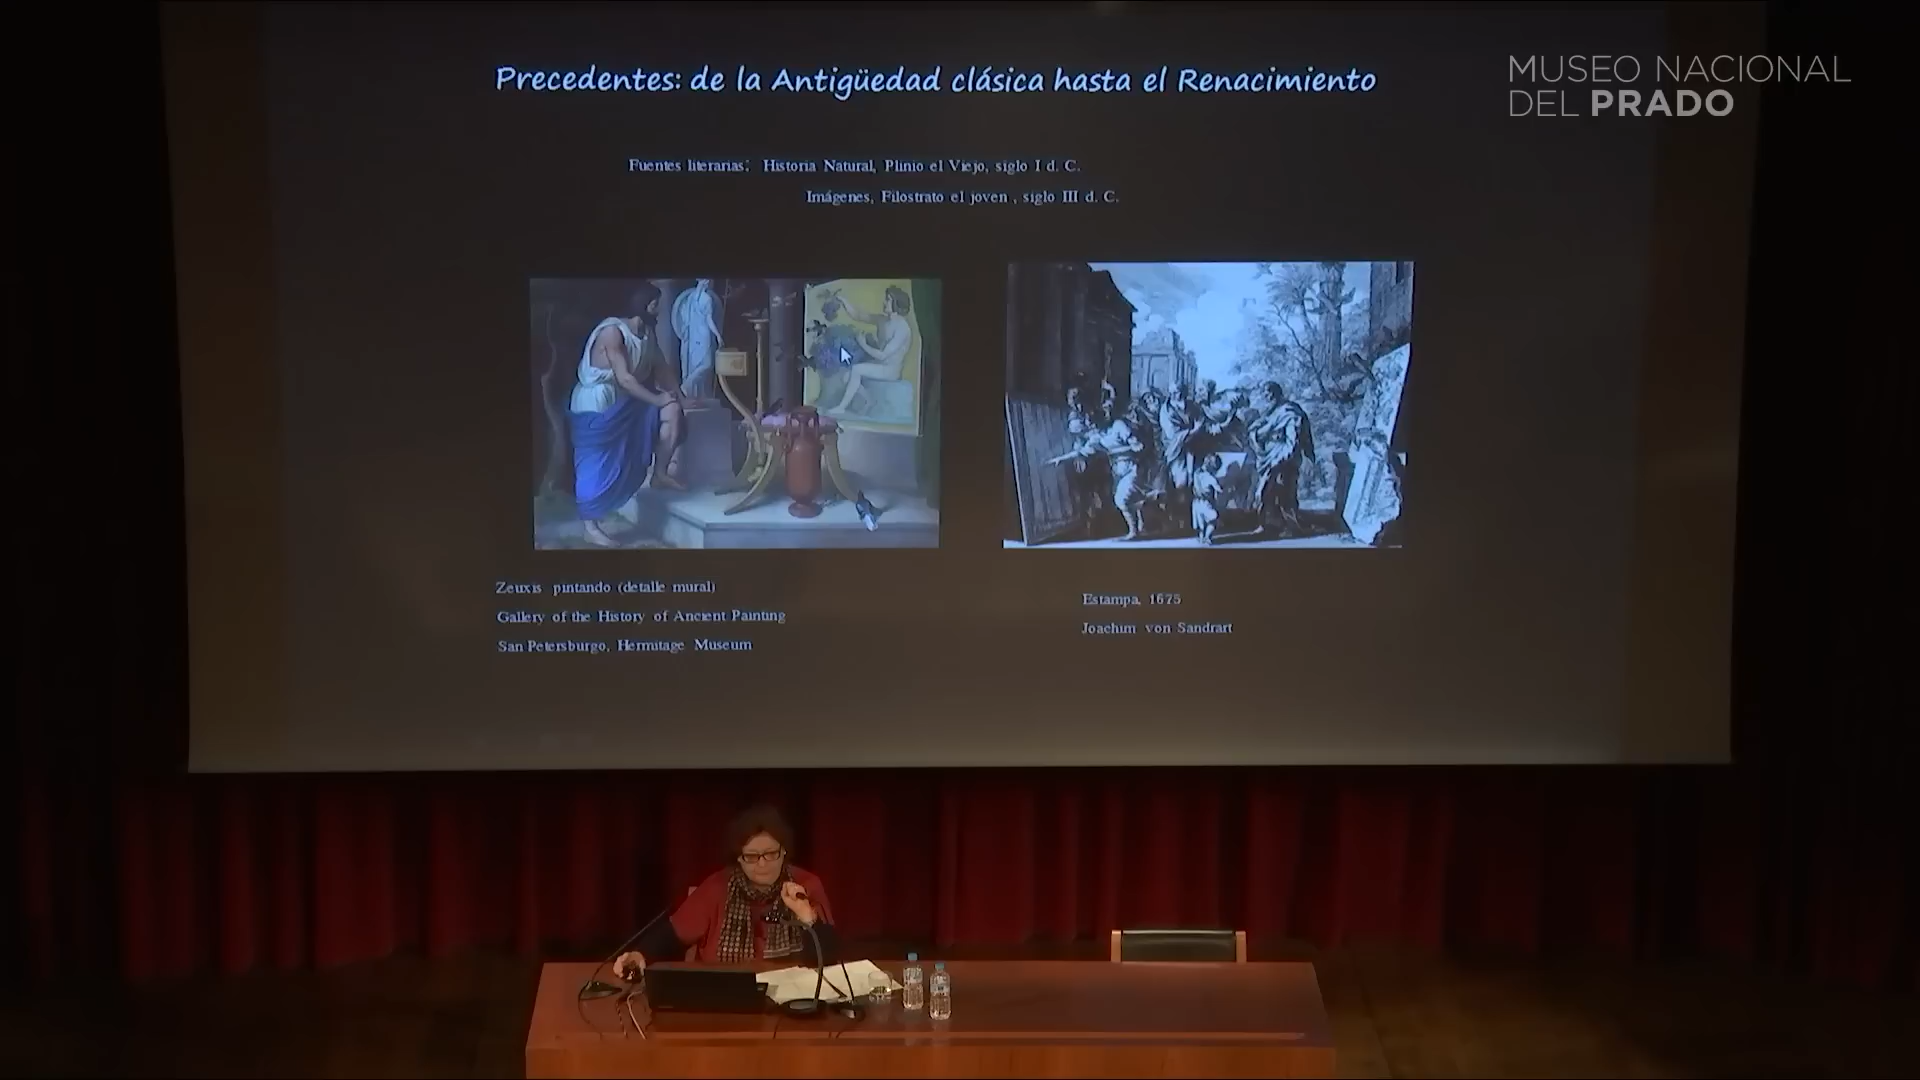 Precedentes: de la Antigüedad clásica hasta el Renacimiento
MUSEO NACIONAL
DEL PRADO
Fuentes literarias: Historia Natural, Plinio el Viejo, siglo I d. C.
Imágenes, Filostrato el joven , siglo III d. C.
Zeuxis pintando (detalle mural)
Gallery of the History of Ancient Painting
San Petersburgo, Hermitage Museum
Estampa, 1675
Joachim von Sandrart